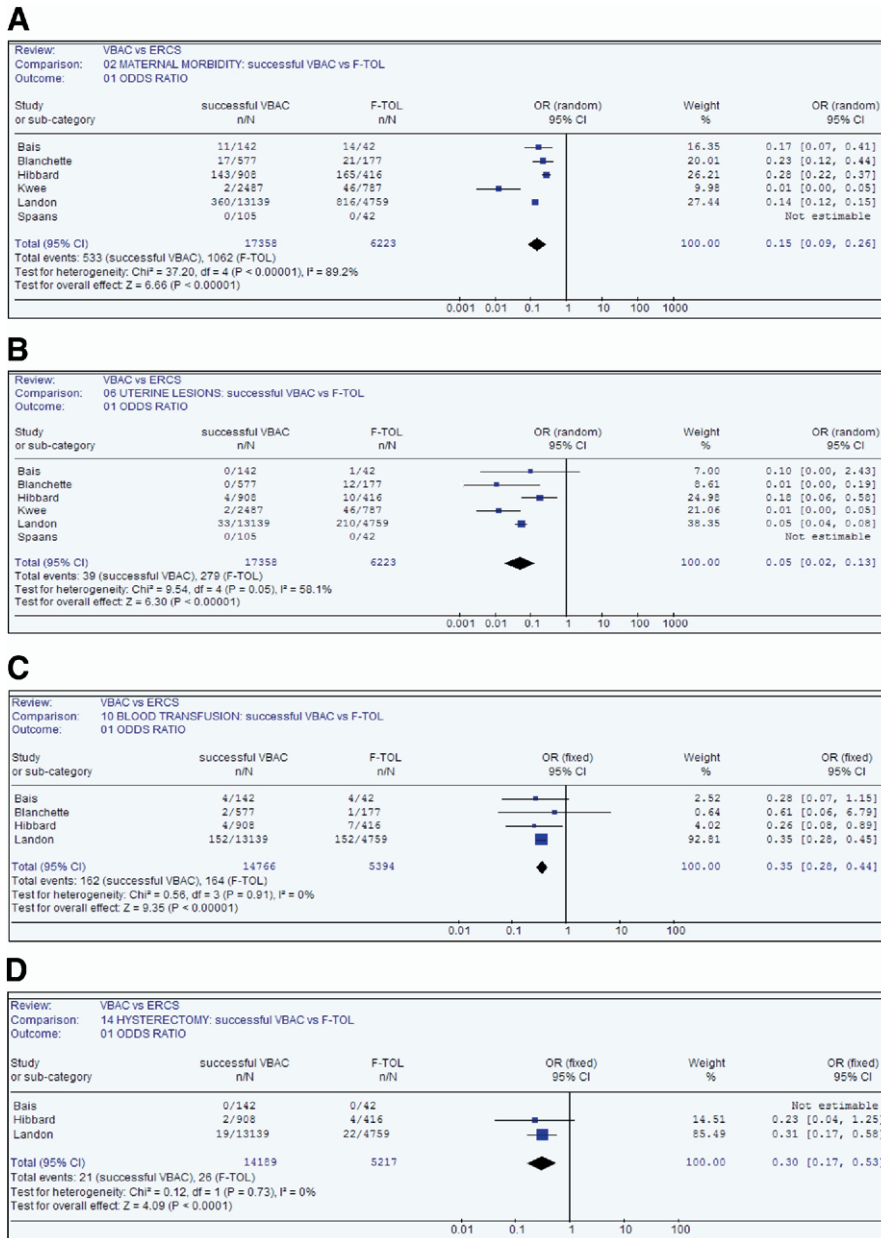 A
Review: VBAC vs ERCS
Comparison: 02 MATERNAL MORBIDITY: successful VBAC vs F-TOL
Outcome: 01 ODDS RATIO
Study successful VBAC F-TOL OR (random) Weight OR (random)
or sub-category n/N n/N 95% CI % 95% CI
Bais 11/142 14/42 16.35 0.17 [0.07, 0.41]
Blanchette 17/577 21/177 20.01 0.23 [0.12, 0.44]
Hibbard 143/908 165/416 26.21 0.28 [0.22, 0.37]
Kwee 2/2487 46/787 9.98 0.01 [0.00, 0.05]
Landon 360/13139 816/4759 27.44 0.14 [0.12, 0.15]
Spaans 0/105 0/42 Not estimable
Total (95% CI) 17358 6223 100.00 0.15 [0.09, 0.26]
Total events: 533 (successful VBAC), 1062 (F-TOL)
Test for heterogeneity: Chi² = 37.20, df = 4 (P < 0.00001), I² = 89.2%
Test for overall effect: Z = 6.66 (P < 0.00001)
0.001 0.01 0.1 1 10 100 1000
B
Review: VBAC vs ERCS
Comparison: 06 UTERINE LESIONS: successful VBAC vs F-TOL
Outcome: 01 ODDS RATIO
Study successful VBAC F-TOL OR (random) Weight OR (random)
or sub-category n/N n/N 95% CI % 95% CI
Bais 0/142 1/42 7.00 0.10 [0.00, 2.43]
Blanchette 0/577 12/177 8.61 0.01 [0.00, 0.19]
Hibbard 4/908 10/416 24.98 0.18 [0.06, 0.58]
Kwee 2/2487 46/787 21.06 0.01 [0.00, 0.05]
Landon 33/13139 210/4759 38.35 0.05 [0.04, 0.08]
Spaans 0/105 0/42 Not estimable
Total (95% CI) 17358 6223 100.00 0.05 [0.02, 0.13]
Total events: 39 (successful VBAC), 279 (F-TOL)
Test for heterogeneity: Chi² = 9.54, df = 4 (P = 0.05), I² = 58.1%
Test for overall effect: Z = 6.30 (P < 0.00001)
0.001 0.01 0.1 1 10 100 1000
C
Review: VBAC vs ERCS
Comparison: 10 BLOOD TRANSFUSION: successful VBAC vs F-TOL
Outcome: 01 ODDS RATIO
Study successful VBAC F-TOL OR (fixed) Weight OR (fixed)
or sub-category n/N n/N 95% CI % 95% CI
Bais 4/142 4/42 2.52 0.28 [0.07, 1.15]
Blanchette 2/577 1/177 0.64 0.61 [0.06, 6.79]
Hibbard 4/908 7/416 4.02 0.26 [0.08, 0.89]
Landon 152/13139 152/4759 92.81 0.35 [0.28, 0.45]
Total (95% CI) 14766 5394 100.00 0.35 [0.28, 0.44]
Total events: 162 (successful VBAC), 164 (F-TOL)
Test for heterogeneity: Chi² = 0.56, df = 3 (P = 0.91), I² = 0%
Test for overall effect: Z = 9.35 (P < 0.00001)
0.01 0.1 1 10 100
D
Review: VBAC vs ERCS
Comparison: 14 HYSTERECTOMY: successful VBAC vs F-TOL
Outcome: 01 ODDS RATIO
Study successful VBAC F-TOL OR (fixed) Weight OR (fixed)
or sub-category n/N n/N 95% CI % 95% CI
Bais 0/142 0/42 Not estimable
Hibbard 2/908 4/416 14.51 0.23 [0.04, 1.25]
Landon 19/13139 22/4759 85.49 0.31 [0.17, 0.58]
Total (95% CI) 14189 5217 100.00 0.30 [0.17, 0.53]
Total events: 21 (successful VBAC), 26 (F-TOL)
Test for heterogeneity: Chi² = 0.12, df = 1 (P = 0.73), I² = 0%
Test for overall effect: Z = 4.09 (P < 0.0001)
0.01 0.1 1 10 100